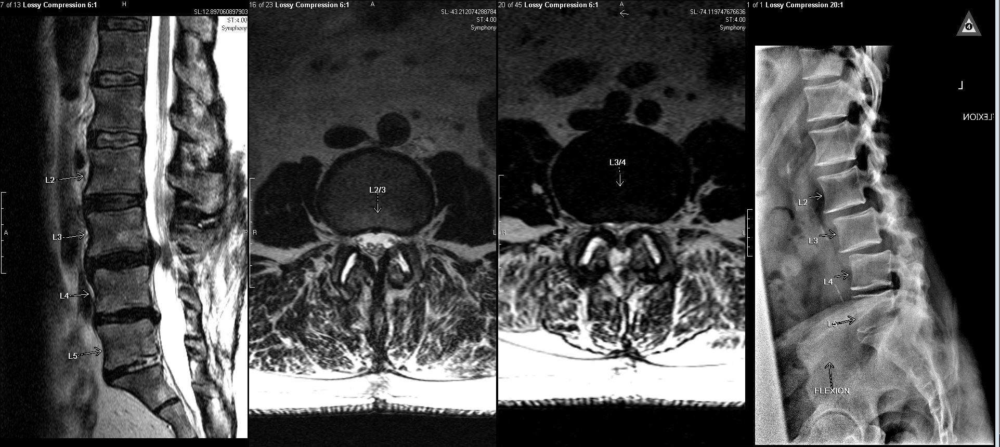 7 of 13 Lossy Compression 6:1
H
SL:12.897060897903
ST:4.00
Symphony
L2
A
L3
P
L4
L5
16 of 23 Lossy Compression 6:1
A
SL:-43.212074288784
ST:4.00
Symphony
L2/3
R
L
20 of 45 Lossy Compression 6:1
A
SL:-74.119747676636
ST:4.00
Symphony
L3/4
R
L
1 of 1 Lossy Compression 20:1
4
L
FLEXION
L2
L3
L4
L5
FLEXION